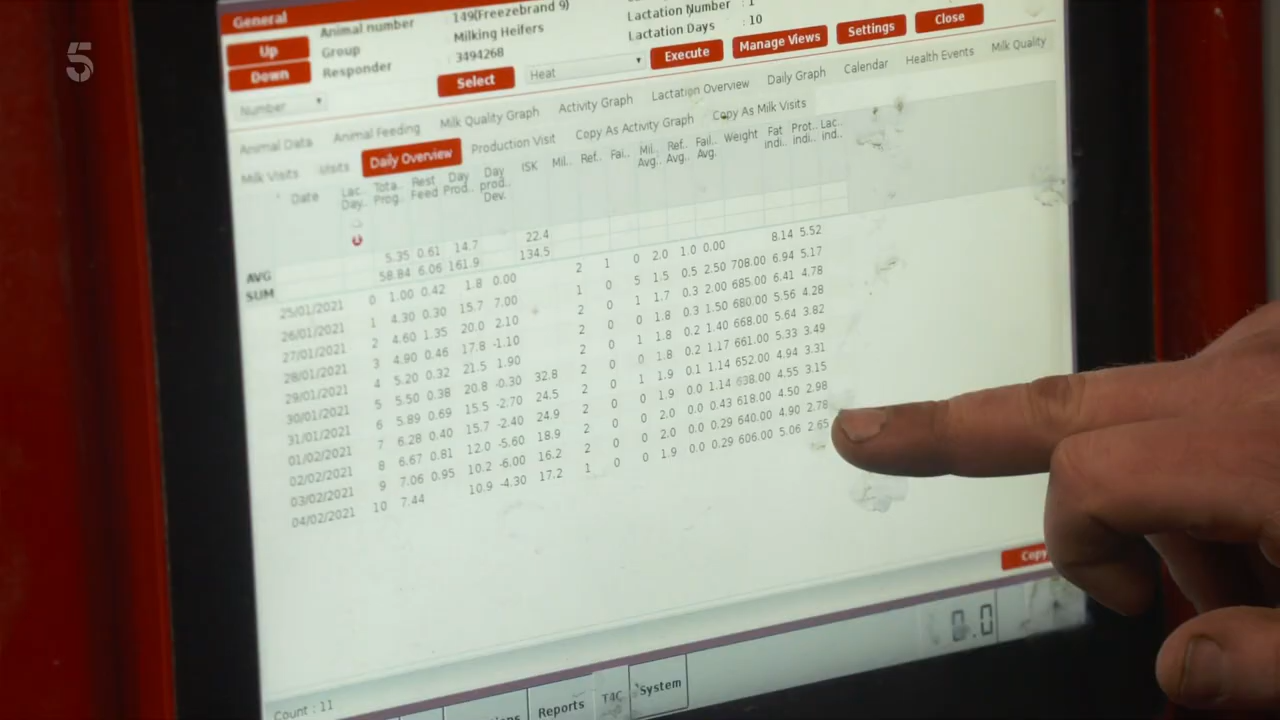 General
5
Up
Down
Animal number : 149(Freezebrand 9)
Group : Milking Heifers
Responder : 3494268
Lactation Number : 1
Lactation Days : 10
Number
Select
Heat
Execute
Manage Views
Settings
Close
Animal Data Animal Feeding Milk Quality Graph Activity Graph Lactation Overview Daily Graph Calendar Health Events Milk Quality
Milk Visits Visits Daily Overview Production Visit Copy As Activity Graph Copy As Milk Visits
Date Lac.. Day.. Tota.. Prog.. Rest Feed Day Prod.. Day prod.. Dev. ISK Mil.. Ref.. Fai.. Mil.. Avg.. Ref.. Avg.. Fail.. Avg. Weight Fat indi.. Prot.. indi.. Lac.. ind..
AVG 5.35 0.61 14.7 22.4
SUM 58.84 6.06 161.9 134.5
25/01/2021 0 1.00 0.42 1.8 0.00 2 1 0 2.0 1.0 0.00 8.14 5.52
26/01/2021 1 4.30 0.30 15.7 7.00 1 0 5 1.5 0.5 2.50 708.00 6.94 5.17
27/01/2021 2 4.60 1.35 20.0 2.10 2 0 1 1.7 0.3 2.00 685.00 6.41 4.78
28/01/2021 3 4.90 0.46 17.8 -1.10 2 0 0 1.8 0.3 1.50 680.00 5.56 4.28
29/01/2021 4 5.20 0.32 21.5 1.90 2 0 1 1.8 0.2 1.40 668.00 5.64 3.82
30/01/2021 5 5.50 0.38 20.8 -0.30 32.8 2 0 0 1.8 0.2 1.17 661.00 5.33 3.49
31/01/2021 6 5.89 0.69 15.5 -2.70 24.5 2 0 1 1.9 0.1 1.14 652.00 4.94 3.31
01/02/2021 7 6.28 0.40 15.7 -2.40 24.9 2 0 0 1.9 0.0 1.14 638.00 4.55 3.15
02/02/2021 8 6.67 0.81 12.0 -5.60 18.9 2 0 0 2.0 0.0 0.43 618.00 4.50 2.98
03/02/2021 9 7.06 0.95 10.2 -6.00 16.2 2 0 0 2.0 0.0 0.29 640.00 4.90 2.78
04/02/2021 10 7.44 10.9 -4.30 17.2 1 0 0 1.9 0.0 0.29 606.00 5.06 2.65
Copy
0.0
Count : 11
Reports
T4C
System